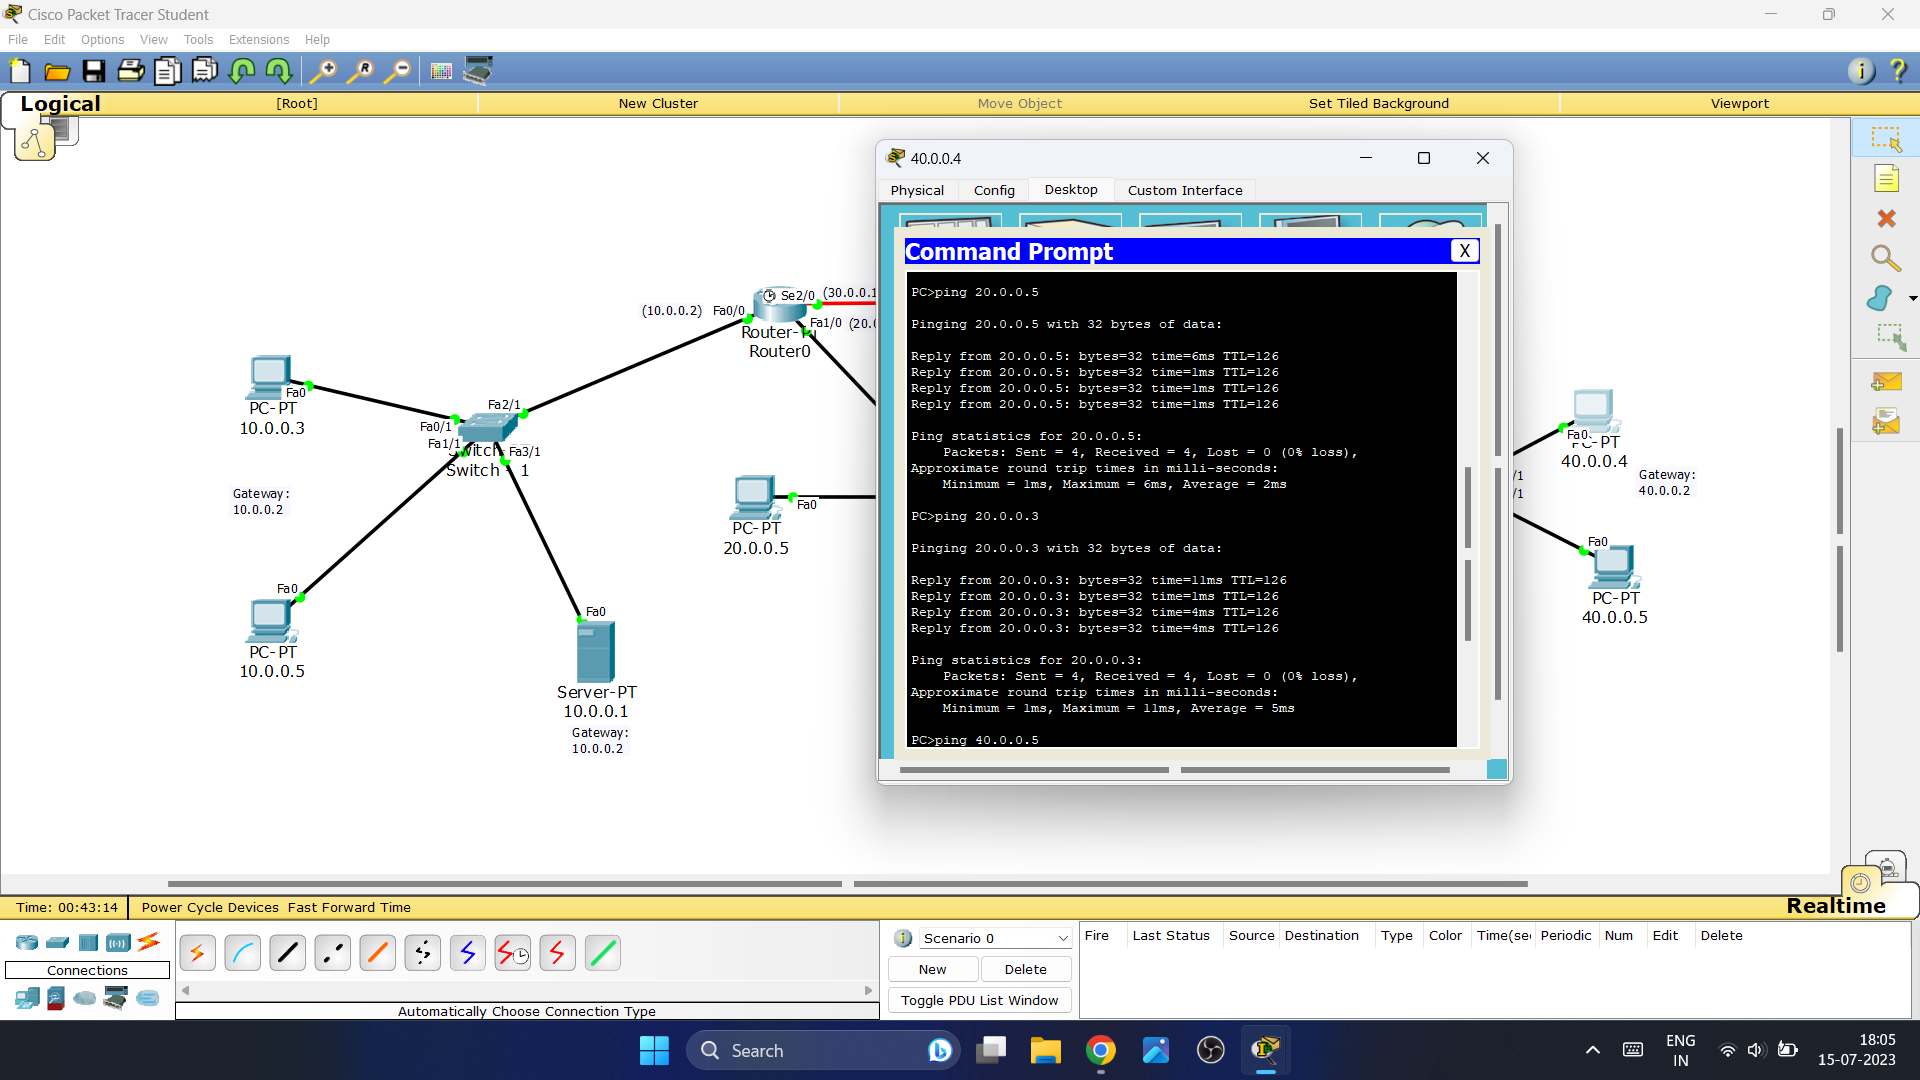 Cisco Packet Tracer Student
File Edit Options View Tools Extensions Help
Logical [Root] New Cluster Move Object Set Tiled Background Viewport
40.0.0.4
Physical Config Desktop Custom Interface
Command Prompt X
PC>ping 20.0.0.5
Pinging 20.0.0.5 with 32 bytes of data:
Reply from 20.0.0.5: bytes=32 time=6ms TTL=126
Reply from 20.0.0.5: bytes=32 time=1ms TTL=126
Reply from 20.0.0.5: bytes=32 time=1ms TTL=126
Reply from 20.0.0.5: bytes=32 time=1ms TTL=126
Ping statistics for 20.0.0.5:
Packets: Sent = 4, Received = 4, Lost = 0 (0% loss),
Approximate round trip times in milli-seconds:
Minimum = 1ms, Maximum = 6ms, Average = 2ms
PC>ping 20.0.0.3
Pinging 20.0.0.3 with 32 bytes of data:
Reply from 20.0.0.3: bytes=32 time=11ms TTL=126
Reply from 20.0.0.3: bytes=32 time=1ms TTL=126
Reply from 20.0.0.3: bytes=32 time=4ms TTL=126
Reply from 20.0.0.3: bytes=32 time=4ms TTL=126
Ping statistics for 20.0.0.3:
Packets: Sent = 4, Received = 4, Lost = 0 (0% loss),
Approximate round trip times in milli-seconds:
Minimum = 1ms, Maximum = 11ms, Average = 5ms
PC>ping 40.0.0.5
(10.0.0.2) Fa0/0 Se2/0 (30.0.0.1
Fa1/0 (20.
Router0
Fa0
PC-PT
10.0.0.3
Fa2/1
Fa0/1
Fa1/1 Fa3/1
Switch 1
Gateway:
10.0.0.2
Fa0
PC-PT
20.0.0.5
Fa0
PC-PT
10.0.0.5
Fa0
Server-PT
10.0.0.1
Gateway:
10.0.0.2
Fa0
PC-PT
40.0.0.4
Gateway:
40.0.0.2
/1
/1
Fa0
PC-PT
40.0.0.5
Time: 00:43:14 Power Cycle Devices Fast Forward Time Realtime
Connections
Automatically Choose Connection Type
Scenario 0
New Delete
Toggle PDU List Window
Fire Last Status Source Destination Type Color Time(sec Periodic Num Edit Delete
Search
ENG
IN
18:05
15-07-2023